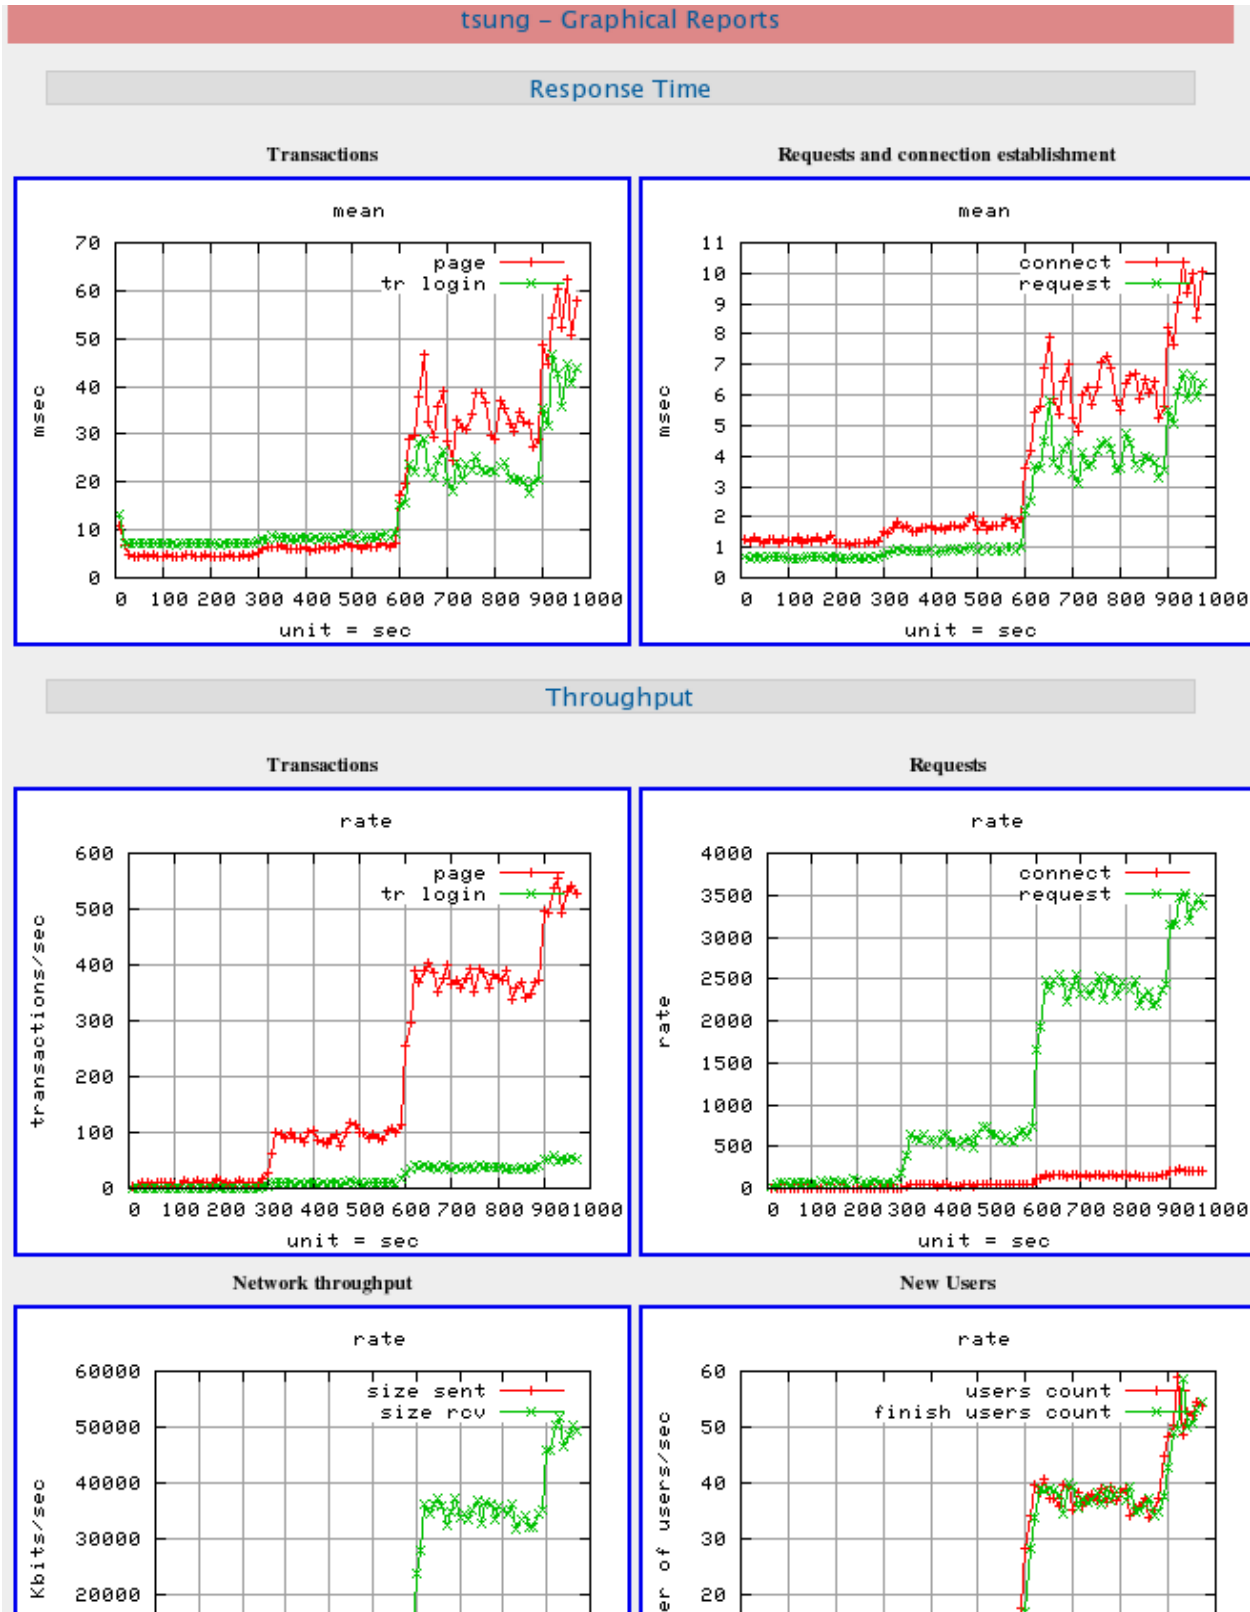 tsung – Graphical Reports
Response Time
Transactions
mean
page
tr login
70
60
50
40
30
20
10
0
msec
0 100 200 300 400 500 600 700 800 900 1000
unit = sec
Requests and connection establishment
mean
connect
request
11
10
9
8
7
6
5
4
3
2
1
0
msec
0 100 200 300 400 500 600 700 800 900 1000
unit = sec
Throughput
Transactions
rate
page
tr login
600
500
400
300
200
100
0
transactions/sec
0 100 200 300 400 500 600 700 800 900 1000
unit = sec
Requests
rate
connect
request
4000
3500
3000
2500
2000
1500
1000
500
0
rate
0 100 200 300 400 500 600 700 800 900 1000
unit = sec
Network throughput
rate
size sent
size rcv
60000
50000
40000
30000
20000
Kbits/sec
New Users
rate
users count
finish users count
60
50
40
30
20
er of users/sec